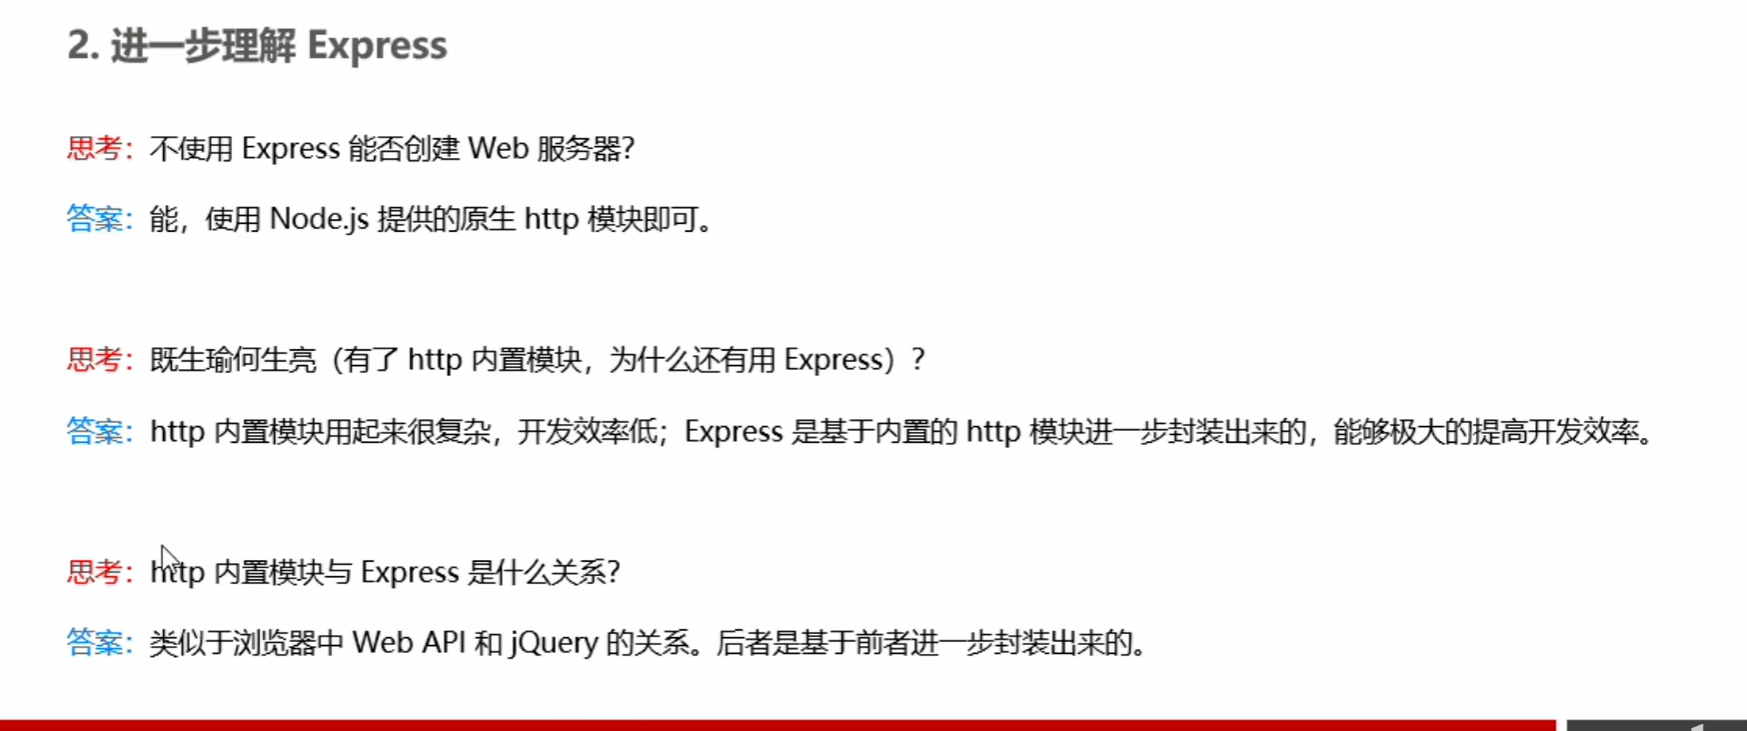 2. 进一步理解 Express
思考：不使用 Express 能否创建 Web 服务器？
答案：能，使用 Node.js 提供的原生 http 模块即可。
思考：既生瑜何生亮（有了 http 内置模块，为什么还有用 Express）？
答案：http 内置模块用起来很复杂，开发效率低；Express 是基于内置的 http 模块进一步封装出来的，能够极大的提高开发效率。
思考：http 内置模块与 Express 是什么关系？
答案：类似于浏览器中 Web API 和 jQuery 的关系。后者是基于前者进一步封装出来的。